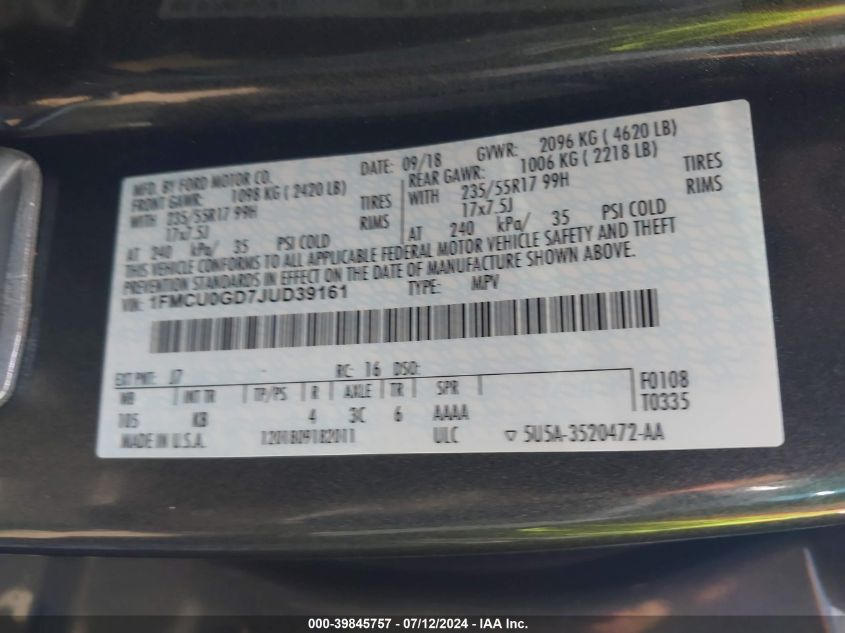 MFD. BY FORD MOTOR CO. DATE: 09/18 GVWR: 2096 KG ( 4620 LB)
FRONT GAWR: 1098 KG ( 2420 LB) REAR GAWR: 1006 KG ( 2218 LB)
WITH 235/55R17 99H TIRES WITH 235/55R17 99H TIRES
17x7.5J RIMS 17x7.5J RIMS
AT 240 kPa/ 35 PSI COLD AT 240 kPa/ 35 PSI COLD
THIS VEHICLE CONFORMS TO ALL APPLICABLE FEDERAL MOTOR VEHICLE SAFETY AND THEFT
PREVENTION STANDARDS IN EFFECT ON THE DATE OF MANUFACTURE SHOWN ABOVE.
VIN: 1FMCU0GD7JUD39161 TYPE: MPV
EXT PNT: J7 RC: 16 DSO:
WB INT TR TP/PS R AXLE TR SPR F0108
105 KB 4 3C 6 AAAA T0335
MADE IN U.S.A. ULC 5U5A-3520472-AA
000-39845757 - 07/12/2024 - IAA Inc.